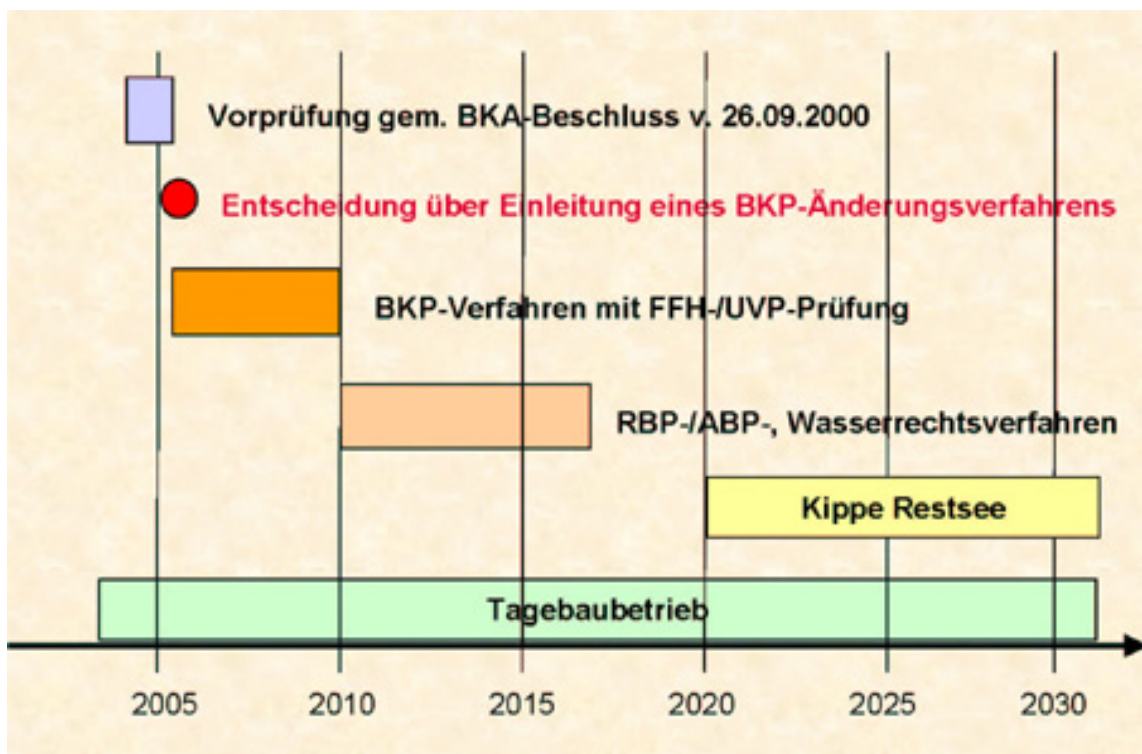 Vorprüfung gem. BKA-Beschluss v. 26.09.2000
Entscheidung über Einleitung eines BKP-Änderungsverfahrens
BKP-Verfahren mit FFH-/UVP-Prüfung
RBP-/ABP-, Wasserrechtsverfahren
Kippe Restsee
Tagebaubetrieb
2005 2010 2015 2020 2025 2030